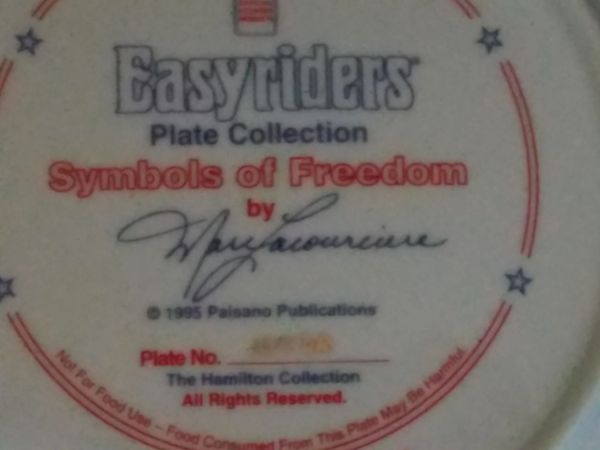 Easyriders
Plate Collection
Symbols of Freedom
by
© 1995 Paisano Publications
Plate No.
The Hamilton Collection
All Rights Reserved.
Not For Food Use – Food Consumed From This Plate May Be Harmful.